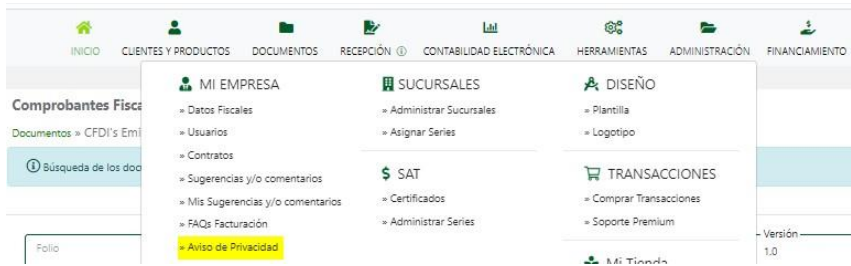 INICIO
CLIENTES Y PRODUCTOS
DOCUMENTOS
RECEPCIÓN ⓘ
CONTABILIDAD ELECTRÓNICA
HERRAMIENTAS
ADMINISTRACIÓN
FINANCIAMIENTO
Comprobantes Fisca
Documentos » CFDI's Emi
ⓘ Búsqueda de los doc
Folio
MI EMPRESA
» Datos Fiscales
» Usuarios
» Contratos
» Sugerencias y/o comentarios
» Mis Sugerencias y/o comentarios
» FAQs Facturación
» Aviso de Privacidad
SUCURSALES
» Administrar Sucursales
» Asignar Series
$ SAT
» Certificados
» Administrar Series
DISEÑO
» Plantilla
» Logotipo
TRANSACCIONES
» Comprar Transacciones
» Soporte Premium
Mi Tienda
Versión
1.0